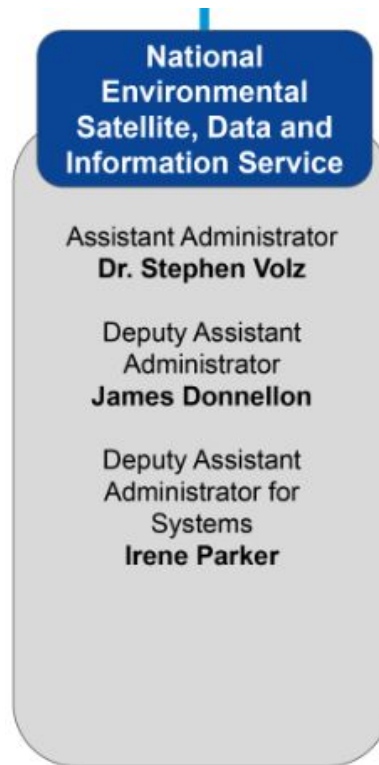 National
Environmental
Satellite, Data and
Information Service
Assistant Administrator
Dr. Stephen Volz
Deputy Assistant
Administrator
James Donnellon
Deputy Assistant
Administrator for
Systems
Irene Parker